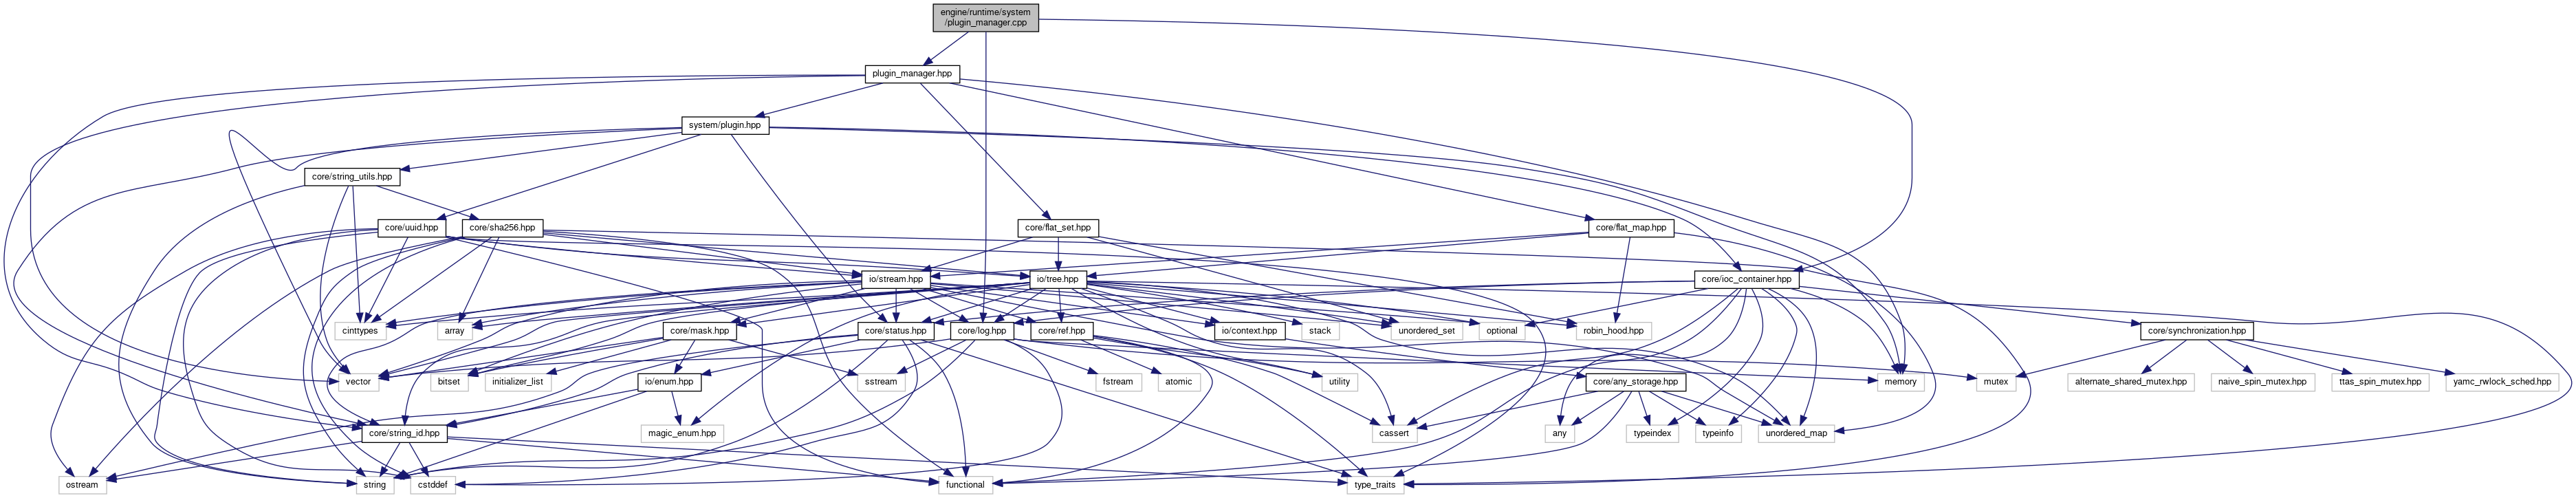 engine/runtime/system
/plugin_manager.cpp
plugin_manager.hpp
system/plugin.hpp
core/string_utils.hpp
core/uuid.hpp
core/sha256.hpp
core/flat_set.hpp
core/flat_map.hpp
io/stream.hpp
io/tree.hpp
core/ioc_container.hpp
cinttypes
array
core/mask.hpp
core/status.hpp
core/log.hpp
core/ref.hpp
io/context.hpp
stack
unordered_set
optional
robin_hood.hpp
core/synchronization.hpp
vector
bitset
initializer_list
io/enum.hpp
sstream
fstream
atomic
utility
core/any_storage.hpp
memory
mutex
alternate_shared_mutex.hpp
naive_spin_mutex.hpp
ttas_spin_mutex.hpp
yamc_rwlock_sched.hpp
core/string_id.hpp
magic_enum.hpp
cassert
any
typeindex
typeinfo
unordered_map
ostream
string
cstddef
functional
type_traits